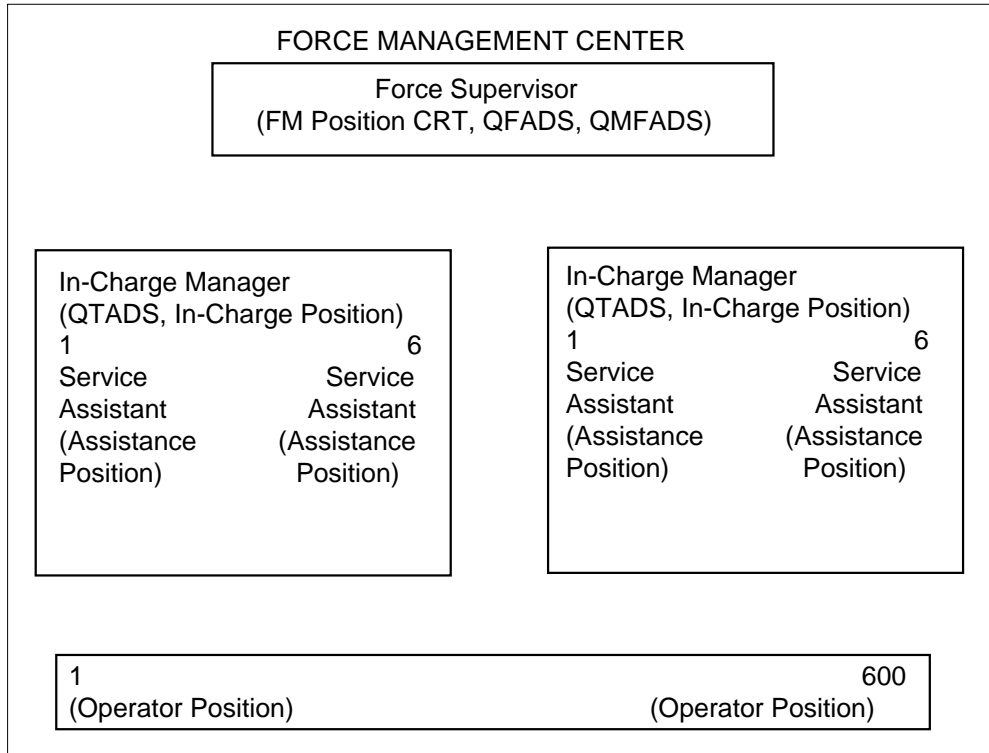 FORCE MANAGEMENT CENTER
Force Supervisor
(FM Position CRT, QFADS, QMFADS)
In-Charge Manager
(QTADS, In-Charge Position)
1 6
Service Service
Assistant Assistant
(Assistance (Assistance
Position) Position)
In-Charge Manager
(QTADS, In-Charge Position)
1 6
Service Service
Assistant Assistant
(Assistance (Assistance
Position) Position)
1 600
(Operator Position) (Operator Position)